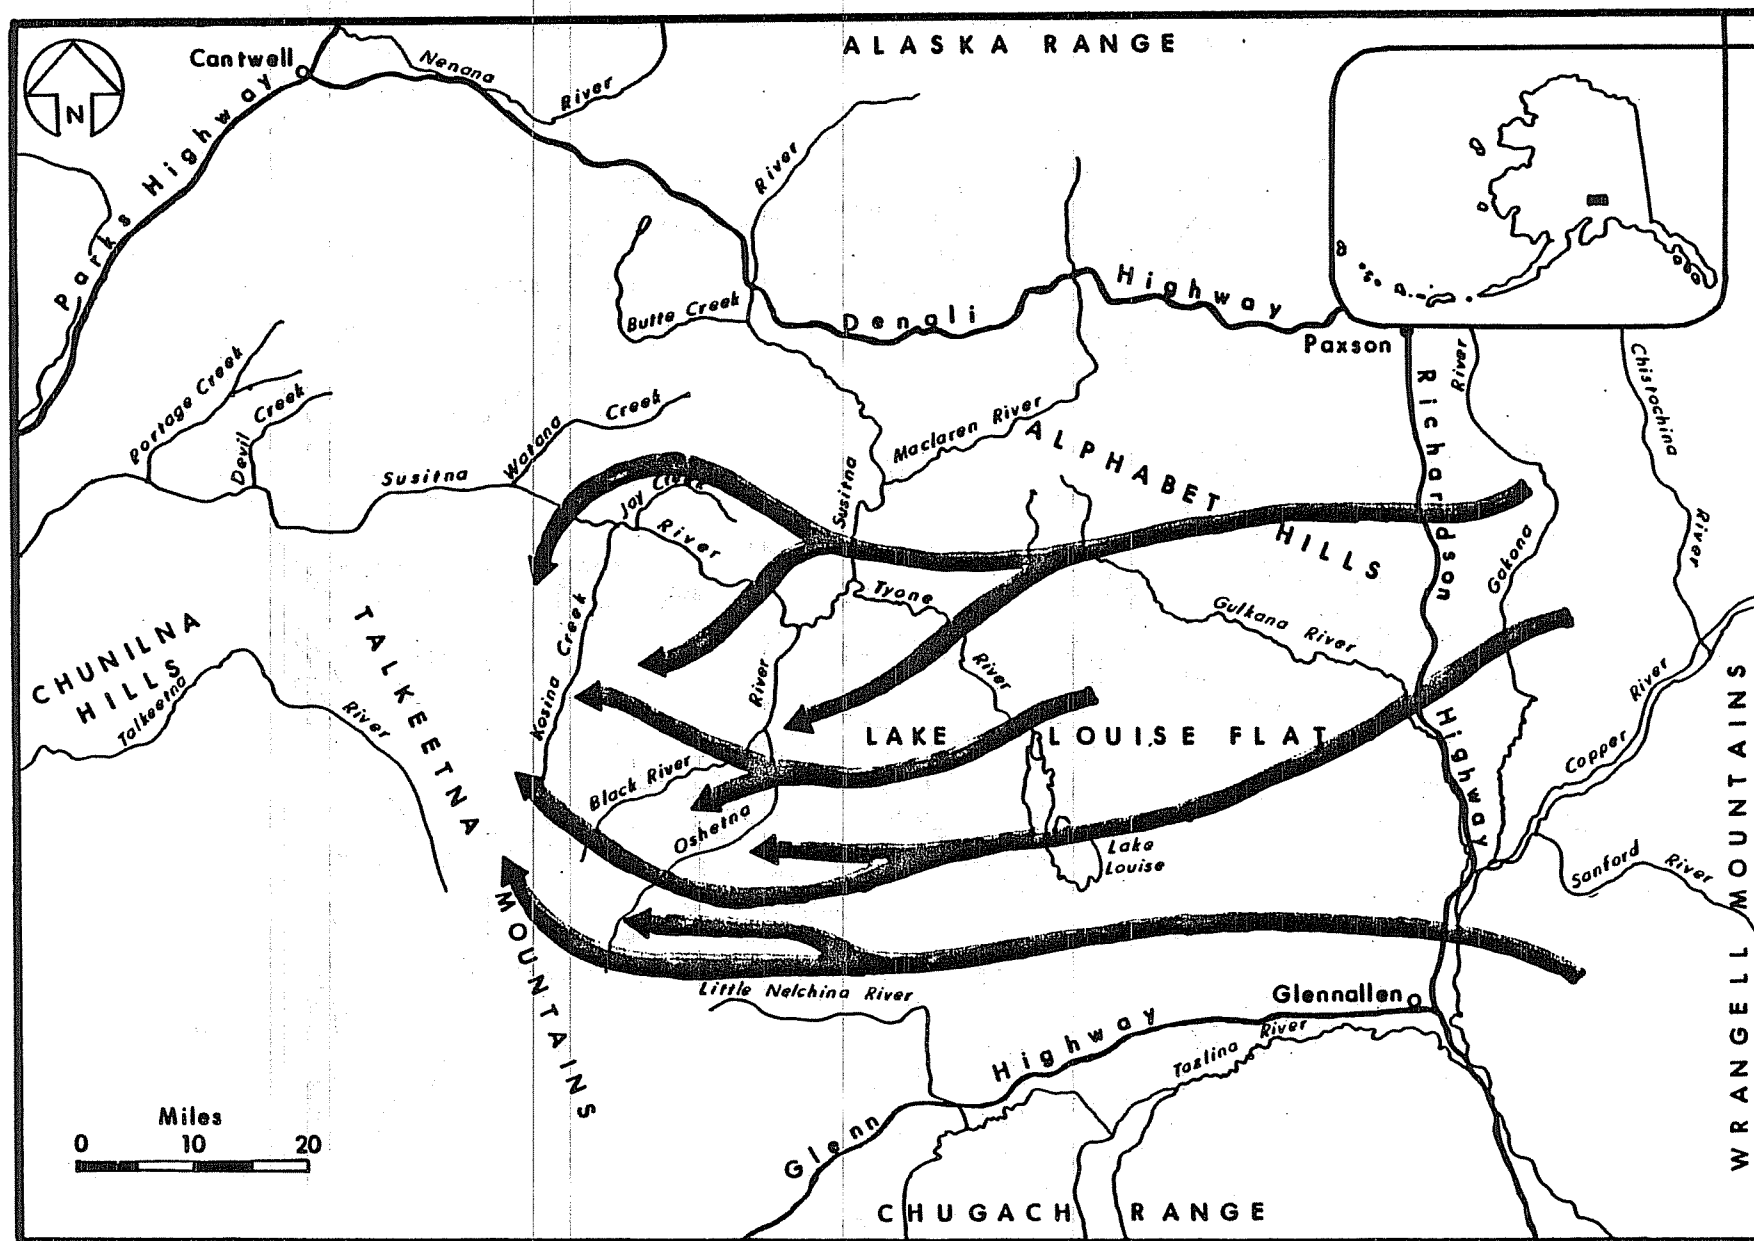 ALASKA RANGE
Cantwell
Nenana
River
N
Parks Highway
River
Butte Creek
Denali
Highway
Paxson
River
Chistochina
River
Richardson
Highway
Portage Creek
Devil Creek
Watana Creek
Susitna
Jay Creek
River
Susitna
Maclaren River
ALPHABET
HILLS
Gakona
Tyone
River
Gulkana River
CHUNILNA
HILLS
Talkeetna
River
TALKEETNA
MOUNTAINS
Kosina Creek
River
LAKE LOUISE FLAT
Black River
Oshetna
Lake
Louise
Copper
River
Sanford
River
WRANGELL MOUNTAINS
Little Nelchina River
Glennallen
Glenn
Highway
Tazlina
River
Miles
0 10 20
CHUGACH RANGE